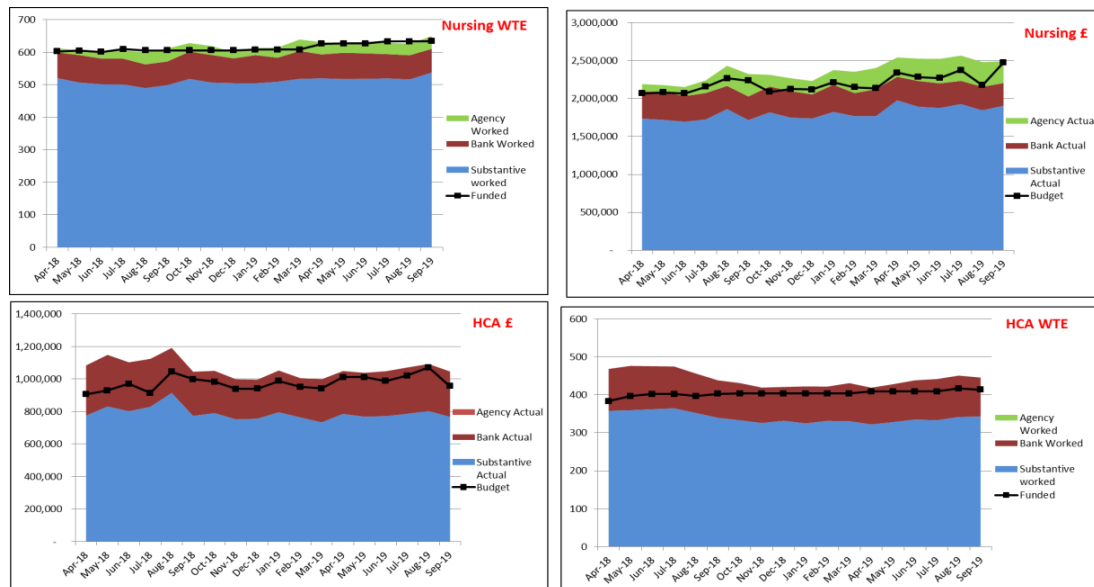 Nursing WTE
700
600
500
400
300
200
100
0
Agency
Worked
Bank Worked
Substantive
worked
Funded
Apr-18
May-18
Jun-18
Jul-18
Aug-18
Sep-18
Oct-18
Nov-18
Dec-18
Jan-19
Feb-19
Mar-19
Apr-19
May-19
Jun-19
Jul-19
Aug-19
Sep-19
Nursing £
3,000,000
2,500,000
2,000,000
1,500,000
1,000,000
500,000
-
Agency Actual
Bank Actual
Substantive
Actual
Budget
Apr-18
May-18
Jun-18
Jul-18
Aug-18
Sep-18
Oct-18
Nov-18
Dec-18
Jan-19
Feb-19
Mar-19
Apr-19
May-19
Jun-19
Jul-19
Aug-19
Sep-19
HCA £
1,400,000
1,200,000
1,000,000
800,000
600,000
400,000
200,000
-
Agency Actual
Bank Actual
Substantive
Actual
Budget
Apr-18
May-18
Jun-18
Jul-18
Aug-18
Sep-18
Oct-18
Nov-18
Dec-18
Jan-19
Feb-19
Mar-19
Apr-19
May-19
Jun-19
Jul-19
Aug-19
Sep-19
HCA WTE
600
500
400
300
200
100
0
Agency
Worked
Bank Worked
Substantive
worked
Funded
Apr-18
May-18
Jun-18
Jul-18
Aug-18
Sep-18
Oct-18
Nov-18
Dec-18
Jan-19
Feb-19
Mar-19
Apr-19
May-19
Jun-19
Jul-19
Aug-19
Sep-19